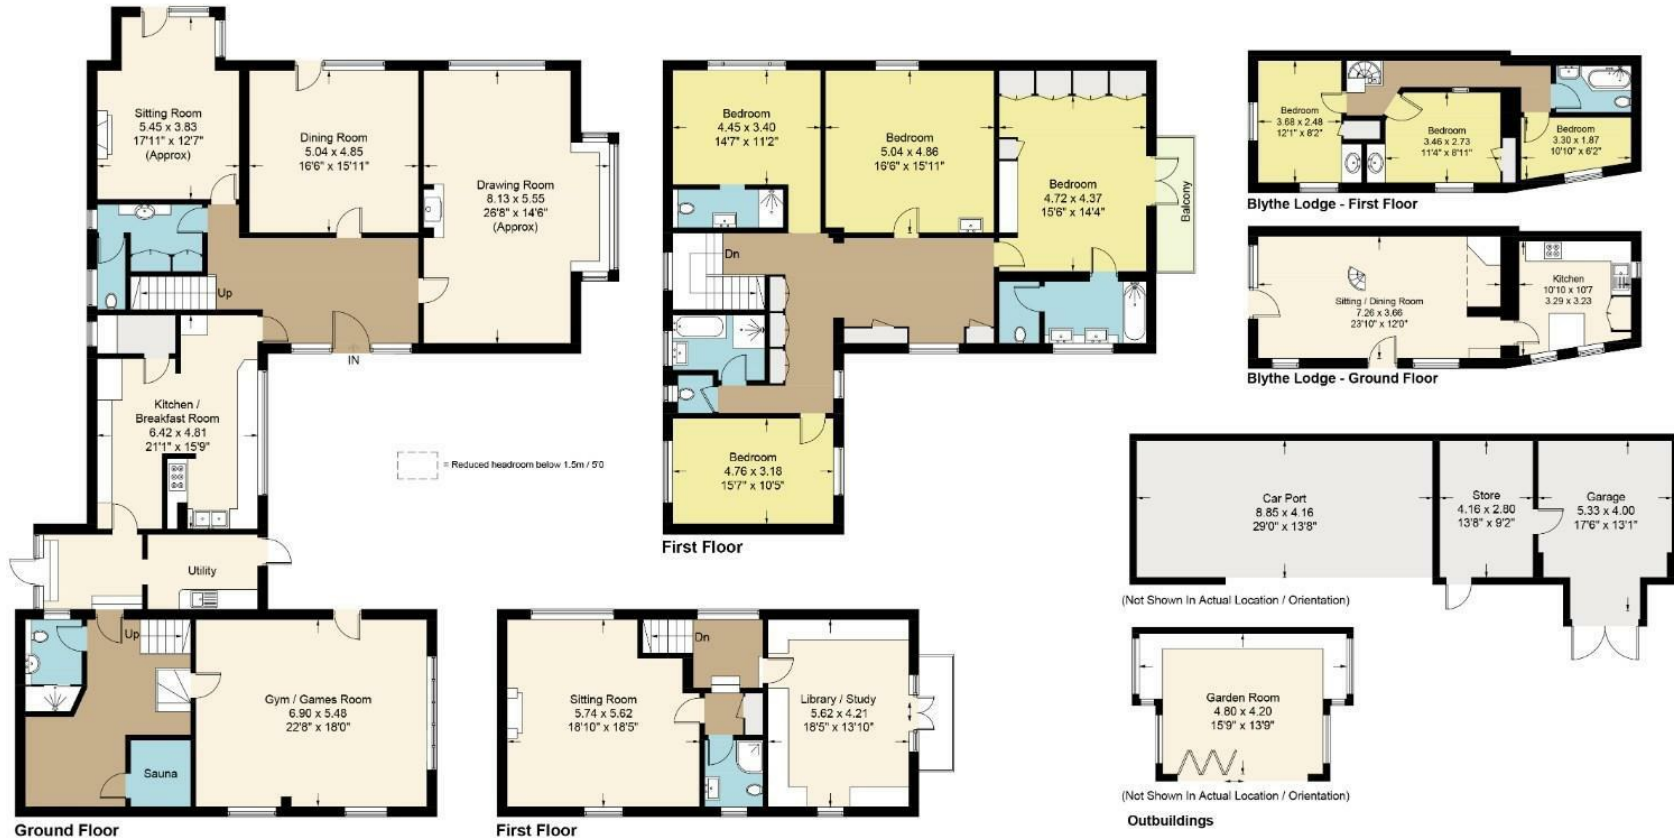 Sitting Room
5.45 x 3.83
17'11" x 12'7"
(Approx)
Dining Room
5.04 x 4.85
16'6" x 15'11"
Drawing Room
8.13 x 5.55
26'8" x 14'6"
(Approx)
Up
IN
Kitchen /
Breakfast Room
6.42 x 4.81
21'1" x 15'9"
= Reduced headroom below 1.5m / 5'0
Utility
Up
Gym / Games Room
6.90 x 5.48
22'8" x 18'0"
Sauna
Ground Floor
Bedroom
4.45 x 3.40
14'7" x 11'2"
Bedroom
5.04 x 4.86
16'6" x 15'11"
Bedroom
4.72 x 4.37
15'6" x 14'4"
Balcony
Dn
Bedroom
4.76 x 3.18
15'7" x 10'5"
First Floor
Dn
Sitting Room
5.74 x 5.62
18'10" x 18'5"
Library / Study
5.62 x 4.21
18'5" x 13'10"
First Floor
Bedroom
3.68 x 2.48
12'1" x 8'2"
Bedroom
3.46 x 2.73
11'4" x 8'11"
Bedroom
3.30 x 1.87
10'10" x 6'2"
Blythe Lodge - First Floor
Sitting / Dining Room
7.26 x 3.66
23'10" x 12'0"
Kitchen
10'10 x 10'7
3.29 x 3.23
Blythe Lodge - Ground Floor
Car Port
8.85 x 4.16
29'0" x 13'8"
Store
4.16 x 2.80
13'8" x 9'2"
Garage
5.33 x 4.00
17'6" x 13'1"
(Not Shown In Actual Location / Orientation)
Garden Room
4.80 x 4.20
15'9" x 13'9"
(Not Shown In Actual Location / Orientation)
Outbuildings